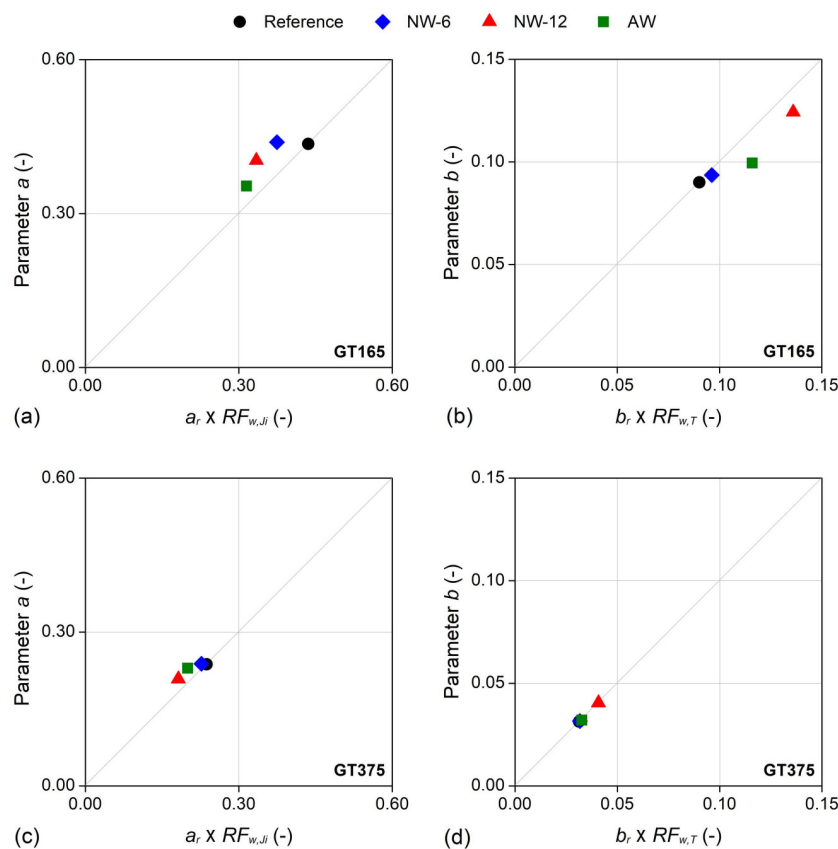 Reference NW-6 NW-12 AW
0.60 0.15
Parameter a (-) Parameter b (-)
0.10
0.30
0.05
GT165 GT165
0.00 0.00
0.00 0.30 0.60 0.00 0.05 0.10 0.15
(a) a_r x RF_w,Ji (-) (b) b_r x RF_w,T (-)
0.60 0.15
Parameter a (-) Parameter b (-)
0.10
0.30
0.05
GT375 GT375
0.00 0.00
0.00 0.30 0.60 0.00 0.05 0.10 0.15
(c) a_r x RF_w,Ji (-) (d) b_r x RF_w,T (-)